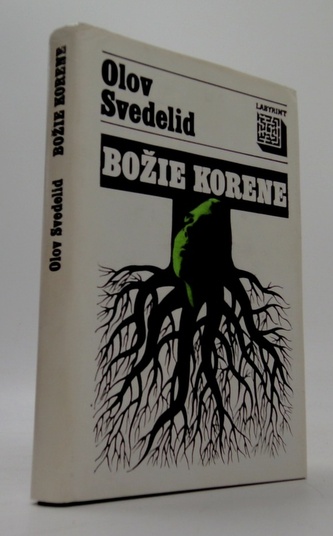 Olov
Svedelid
LABYRINT
BOŽIE KORENE
Olov Svedelid BOŽIE KORENE